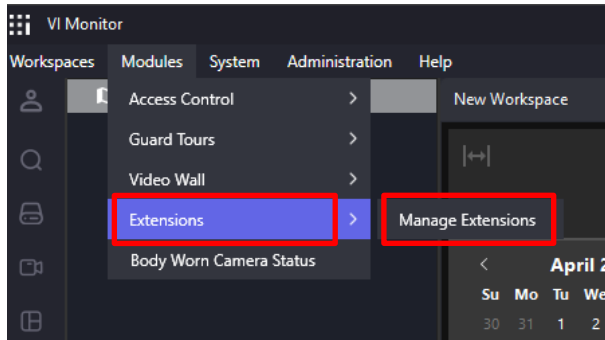 VI Monitor
Workspaces Modules System Administration Help
Access Control
New Workspace
Guard Tours
Video Wall
Extensions
Manage Extensions
Body Worn Camera Status
April 2
Su Mo Tu We
30 31 1 2